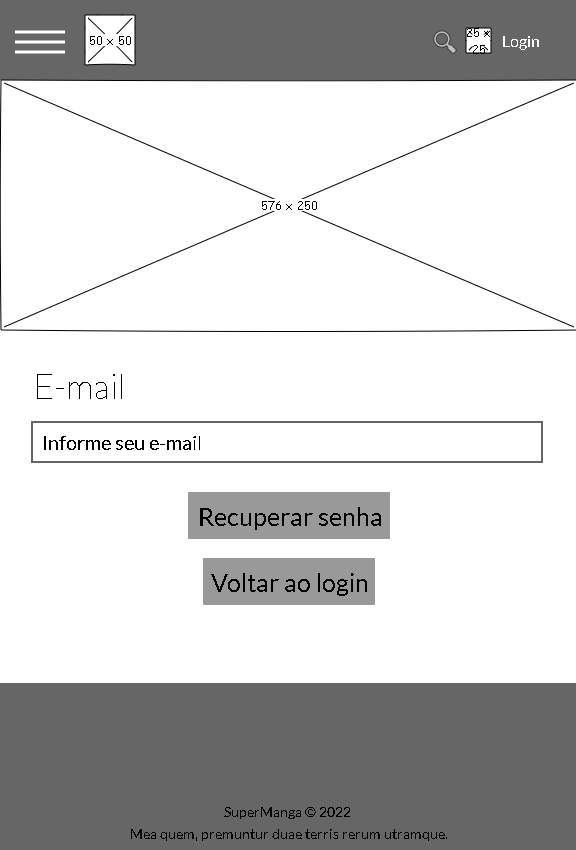 50 x 50
25 x
25
Login
576 x 250
E-mail
Informe seu e-mail
Recuperar senha
Voltar ao login
SuperManga © 2022
Mea quem, premuntur duae terris rerum utramque.